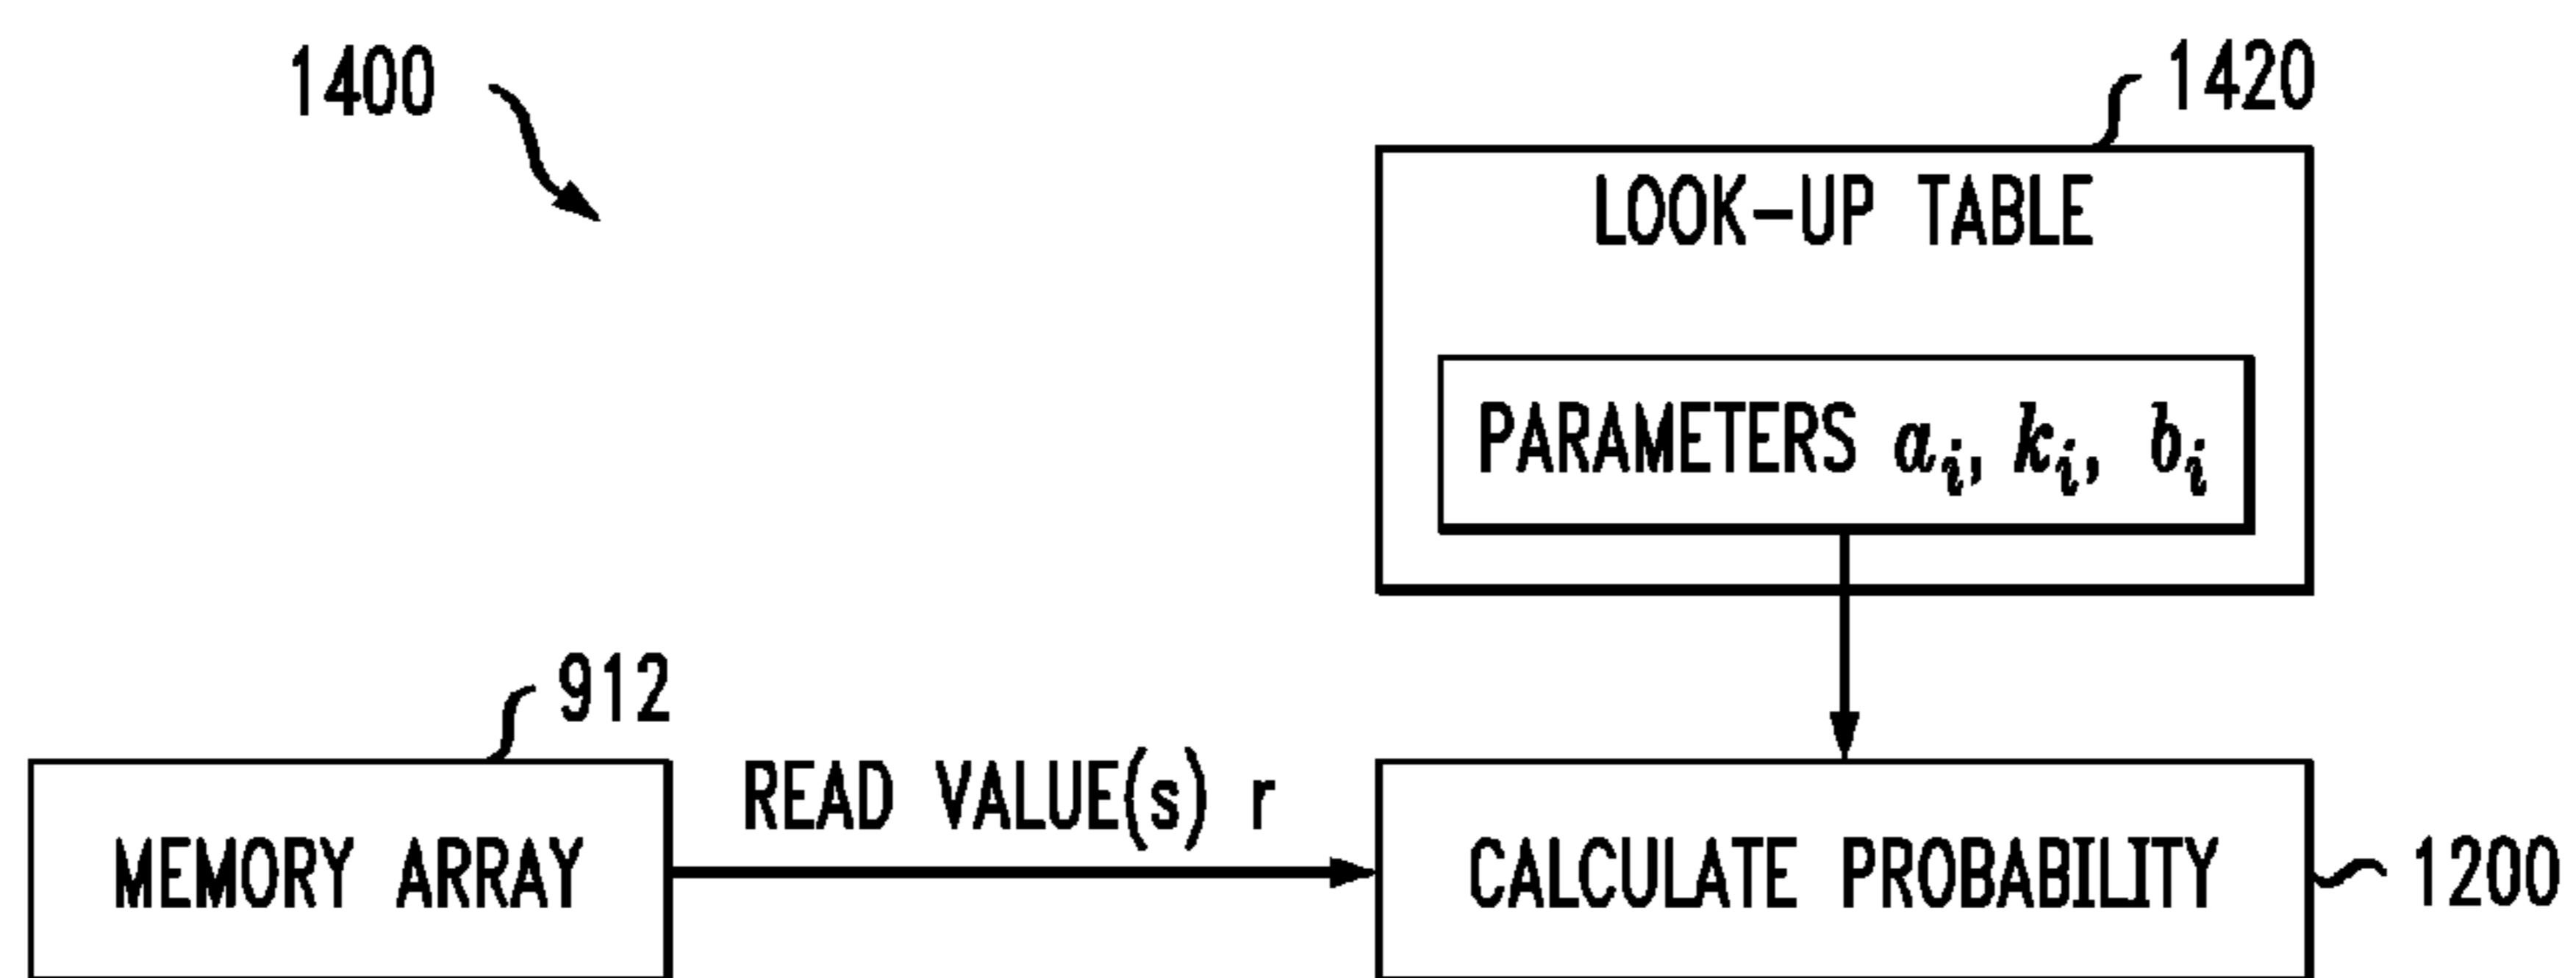 1400
1420
LOOK-UP TABLE
PARAMETERS a_i, k_i, b_i
912
READ VALUE(s) r
MEMORY ARRAY
CALCULATE PROBABILITY
1200